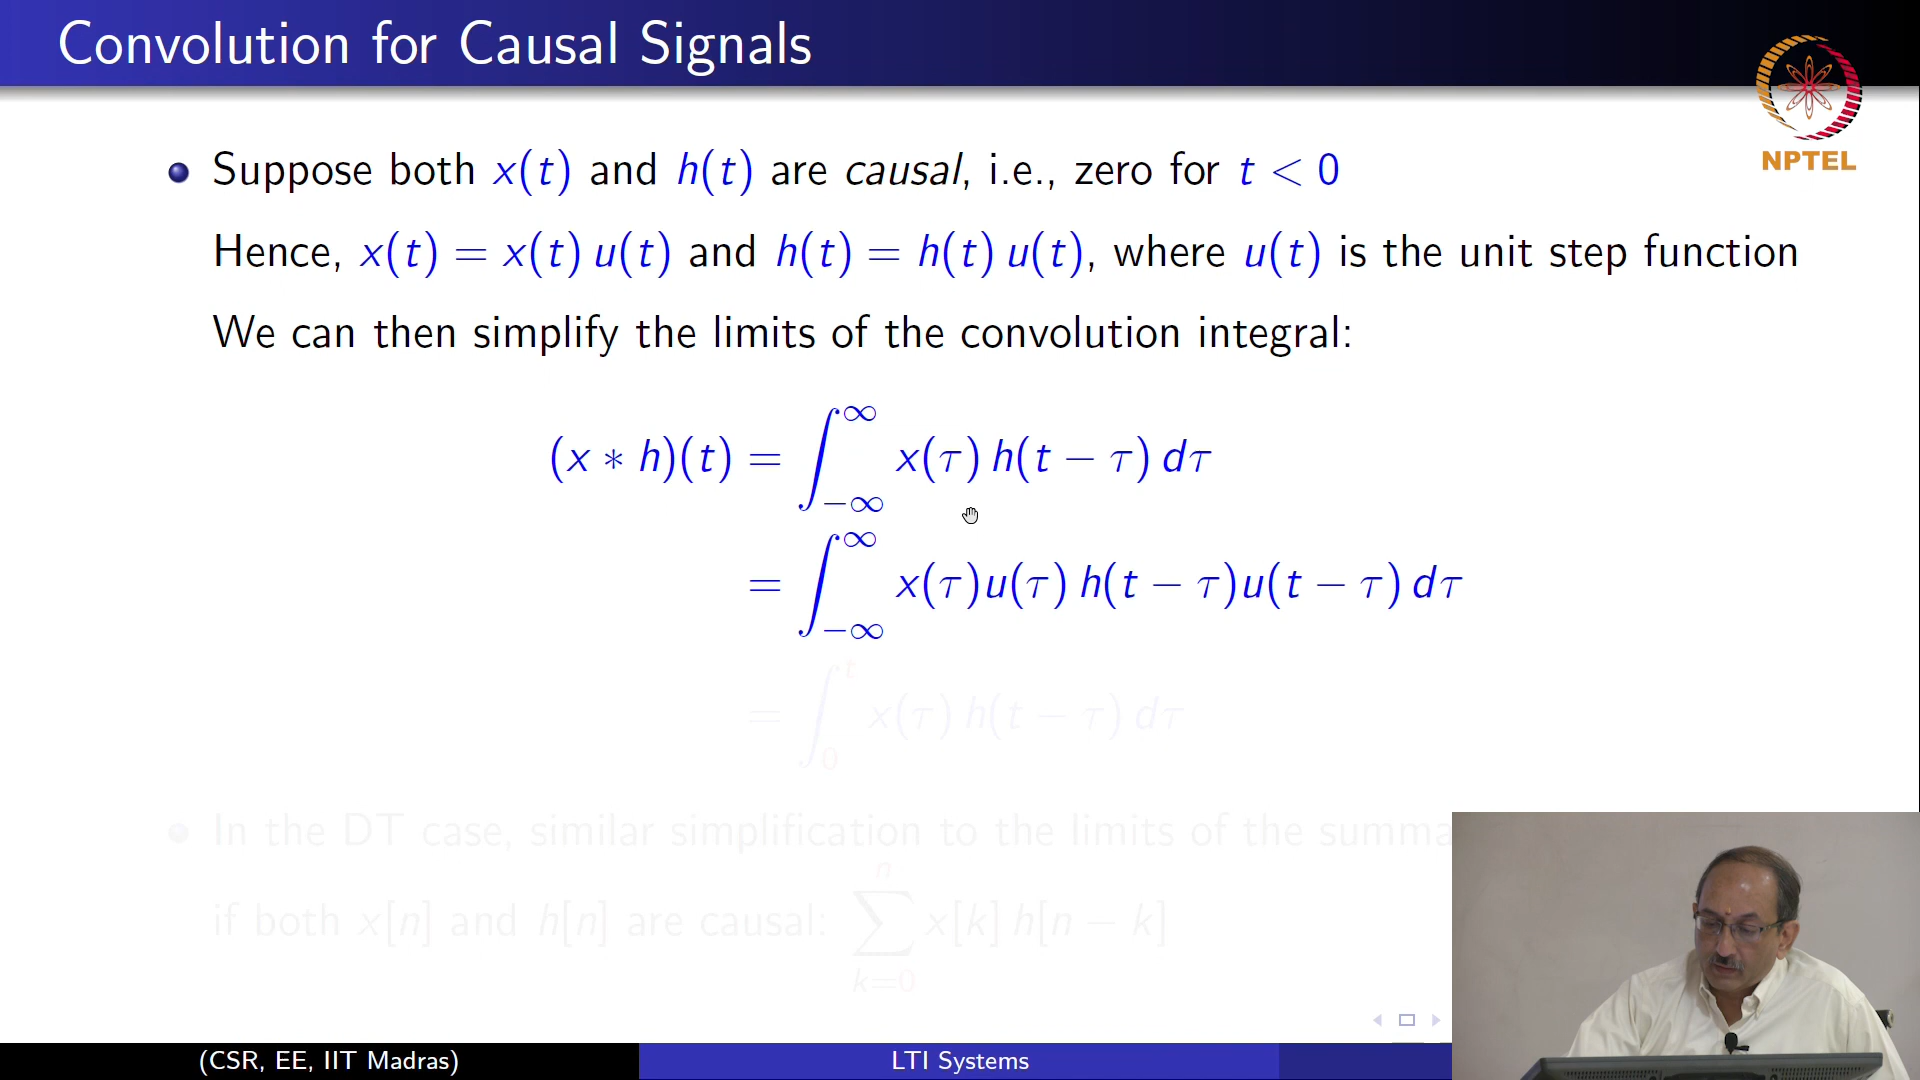 Convolution for Causal Signals
NPTEL
Suppose both x(t) and h(t) are causal, i.e., zero for t < 0
Hence, x(t) = x(t) u(t) and h(t) = h(t) u(t), where u(t) is the unit step function
We can then simplify the limits of the convolution integral:
(x ∗ h)(t) = ∫_{−∞}^{∞} x(τ) h(t − τ) dτ
= ∫_{−∞}^{∞} x(τ)u(τ) h(t − τ)u(t − τ) dτ
= ∫_{0}^{t} x(τ) h(t − τ) dτ
In the DT case, similar simplification to the limits of the
if both x[n] and h[n] are causal: ∑_{k=0}^{n} x[k] h[n − k]
(CSR, EE, IIT Madras) LTI Systems